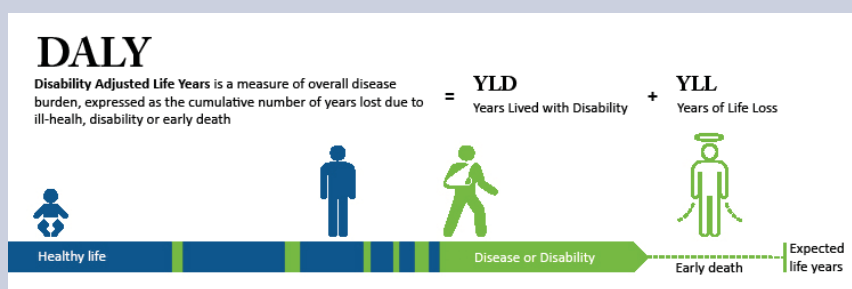 DALY
Disability Adjusted Life Years is a measure of overall disease
burden, expressed as the cumulative number of years lost due to
ill-healh, disability or early death
=
YLD
Years Lived with Disability
+
YLL
Years of Life Loss
Healthy life
Disease or Disability
Early death
Expected
life years